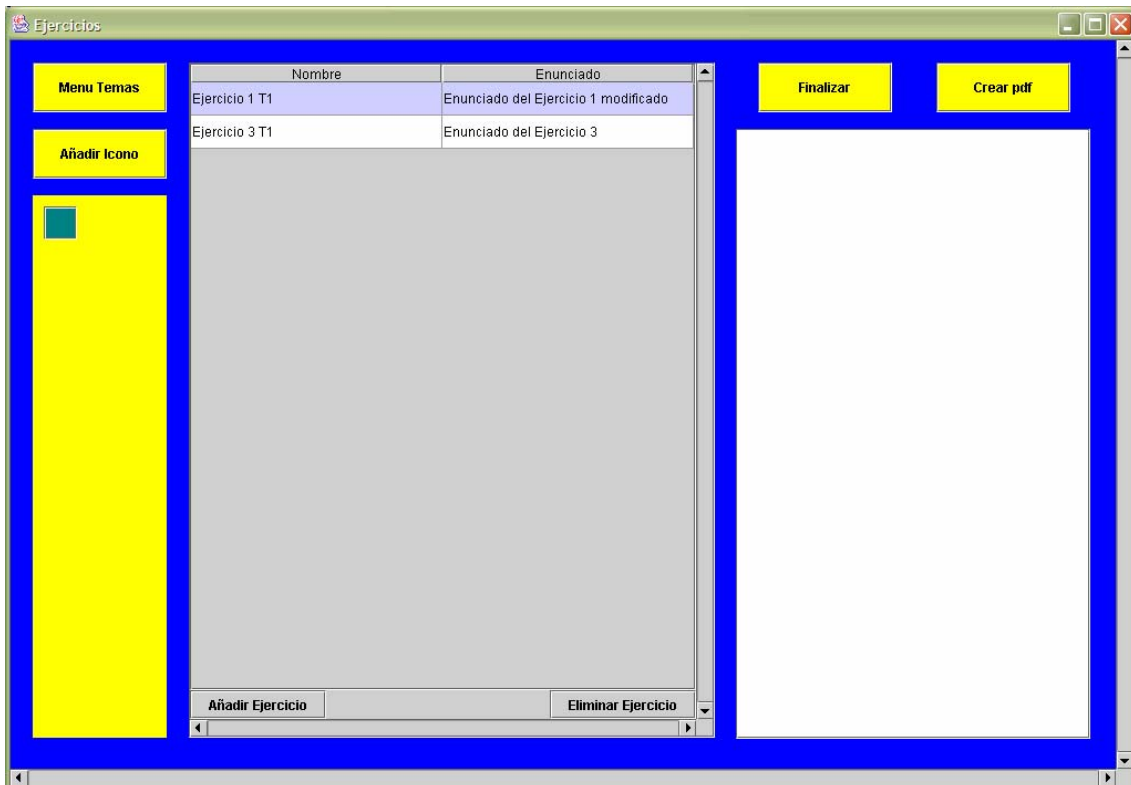 Ejercicios
Menu Temas
Añadir Icono
Nombre Enunciado
Ejercicio 1 T1 Enunciado del Ejercicio 1 modificado
Ejercicio 3 T1 Enunciado del Ejercicio 3
Añadir Ejercicio Eliminar Ejercicio
Finalizar Crear pdf